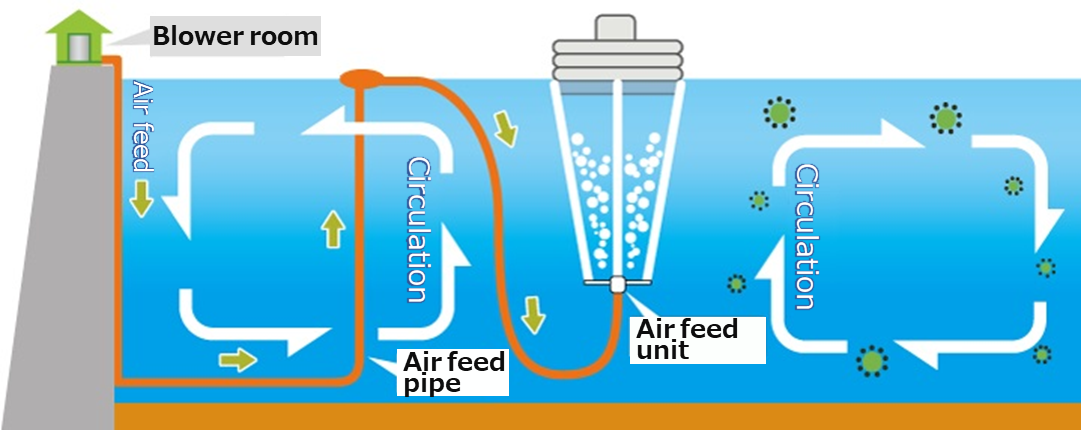 Blower room
Air feed
Circulation
Air feed
pipe
Air feed
unit
Circulation